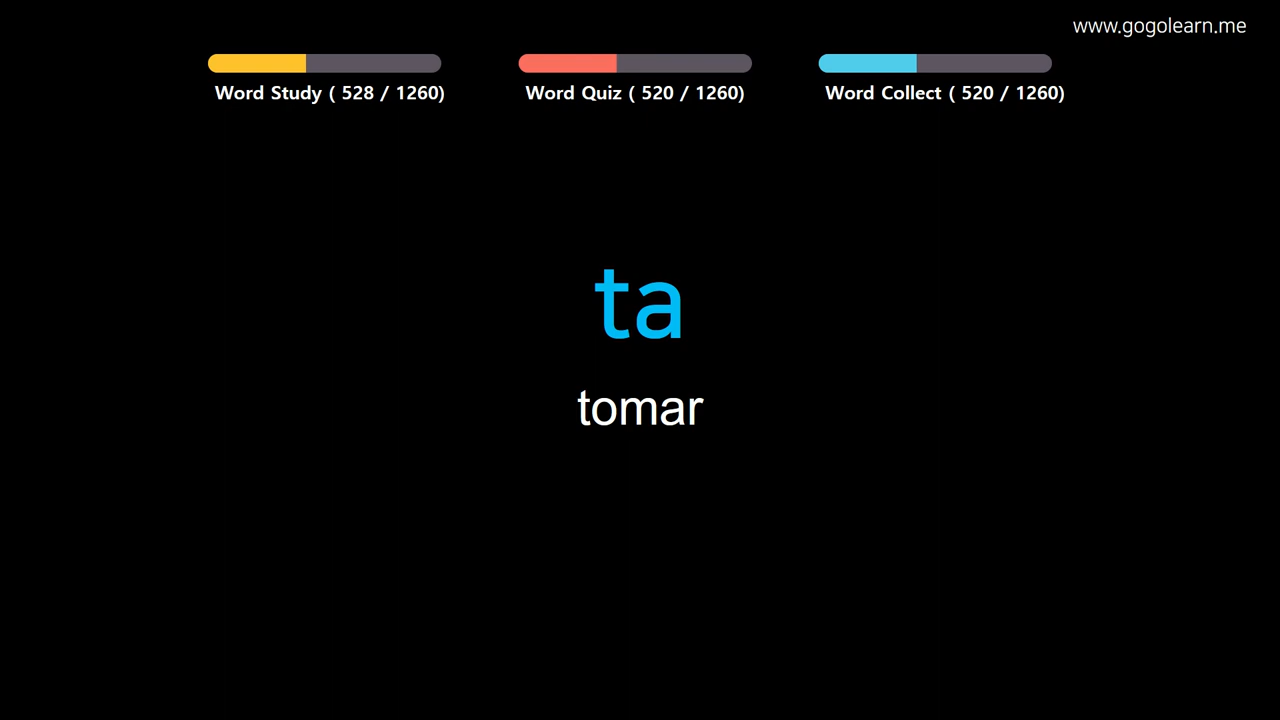 www.gogolearn.me
Word Study ( 528 / 1260)
Word Quiz ( 520 / 1260)
Word Collect ( 520 / 1260)
ta
tomar